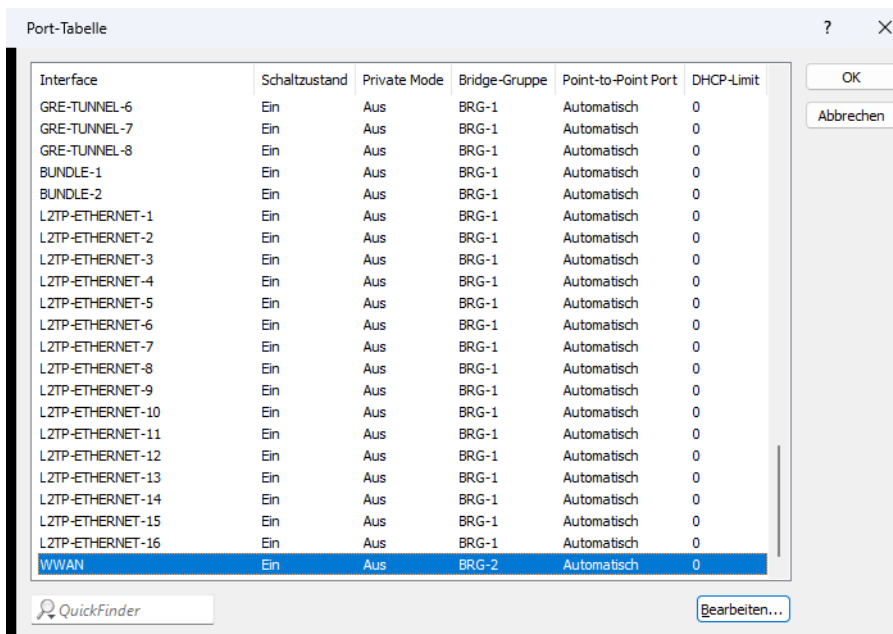 Port-Tabelle ? ×
Interface Schaltzustand Private Mode Bridge-Gruppe Point-to-Point Port DHCP-Limit OK
GRE-TUNNEL-6 Ein Aus BRG-1 Automatisch 0 Abbrechen
GRE-TUNNEL-7 Ein Aus BRG-1 Automatisch 0
GRE-TUNNEL-8 Ein Aus BRG-1 Automatisch 0
BUNDLE-1 Ein Aus BRG-1 Automatisch 0
BUNDLE-2 Ein Aus BRG-1 Automatisch 0
L2TP-ETHERNET-1 Ein Aus BRG-1 Automatisch 0
L2TP-ETHERNET-2 Ein Aus BRG-1 Automatisch 0
L2TP-ETHERNET-3 Ein Aus BRG-1 Automatisch 0
L2TP-ETHERNET-4 Ein Aus BRG-1 Automatisch 0
L2TP-ETHERNET-5 Ein Aus BRG-1 Automatisch 0
L2TP-ETHERNET-6 Ein Aus BRG-1 Automatisch 0
L2TP-ETHERNET-7 Ein Aus BRG-1 Automatisch 0
L2TP-ETHERNET-8 Ein Aus BRG-1 Automatisch 0
L2TP-ETHERNET-9 Ein Aus BRG-1 Automatisch 0
L2TP-ETHERNET-10 Ein Aus BRG-1 Automatisch 0
L2TP-ETHERNET-11 Ein Aus BRG-1 Automatisch 0
L2TP-ETHERNET-12 Ein Aus BRG-1 Automatisch 0
L2TP-ETHERNET-13 Ein Aus BRG-1 Automatisch 0
L2TP-ETHERNET-14 Ein Aus BRG-1 Automatisch 0
L2TP-ETHERNET-15 Ein Aus BRG-1 Automatisch 0
L2TP-ETHERNET-16 Ein Aus BRG-1 Automatisch 0
WWAN Ein Aus BRG-2 Automatisch 0
QuickFinder Bearbeiten...